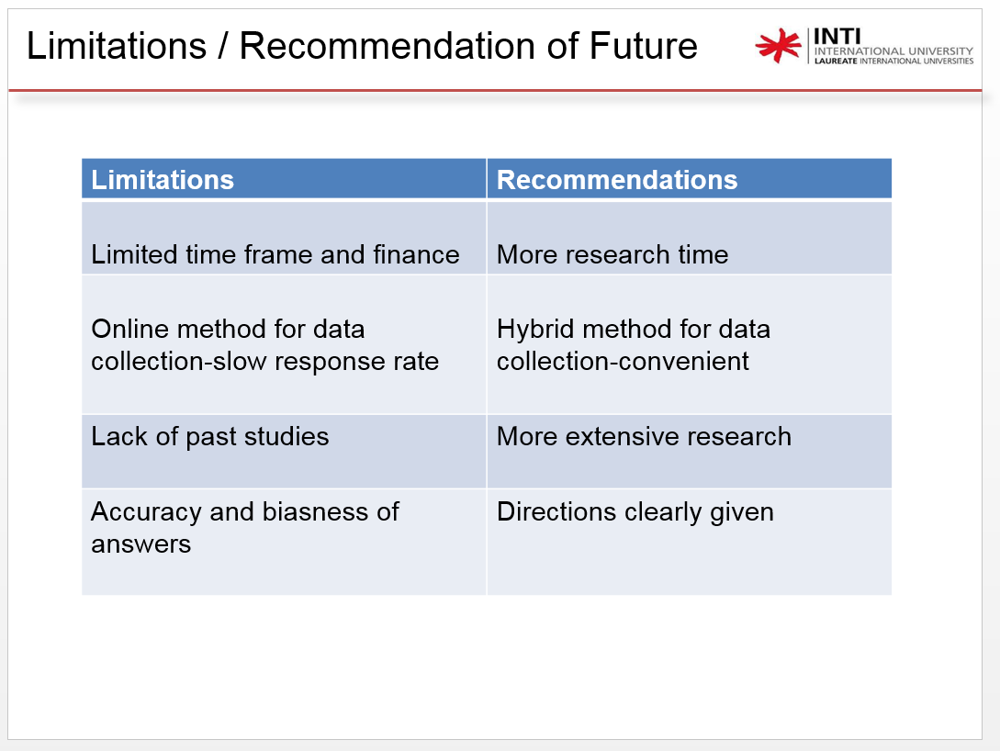 Limitations / Recommendation of Future
INTI
INTERNATIONAL UNIVERSITY
LAUREATE INTERNATIONAL UNIVERSITIES
Limitations
Recommendations
Limited time frame and finance
More research time
Online method for data
collection-slow response rate
Hybrid method for data
collection-convenient
Lack of past studies
More extensive research
Accuracy and biasness of
answers
Directions clearly given